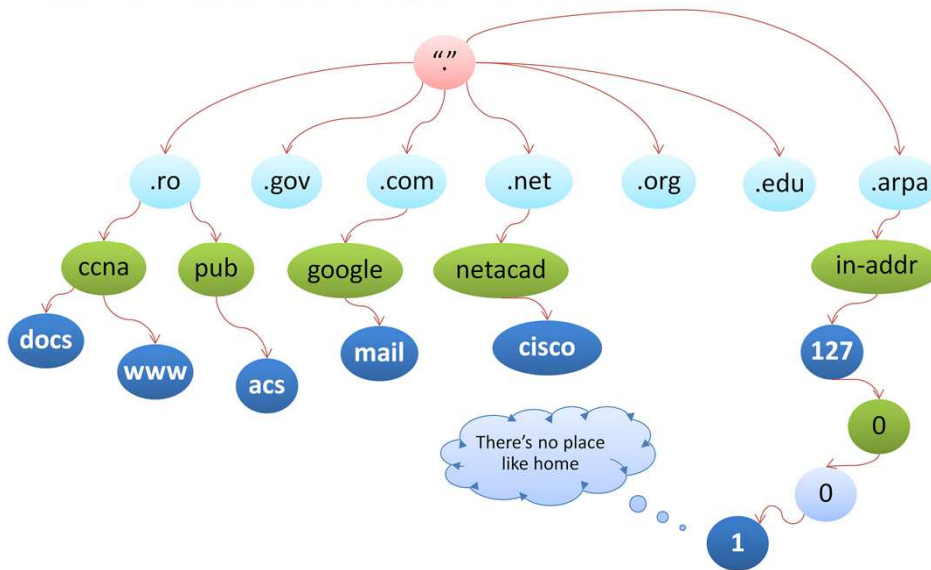 “.”
.ro
.gov
.com
.net
.org
.edu
.arpa
ccna
pub
google
netacad
in-addr
docs
www
acs
mail
cisco
127
0
There's no place
like home
0
1